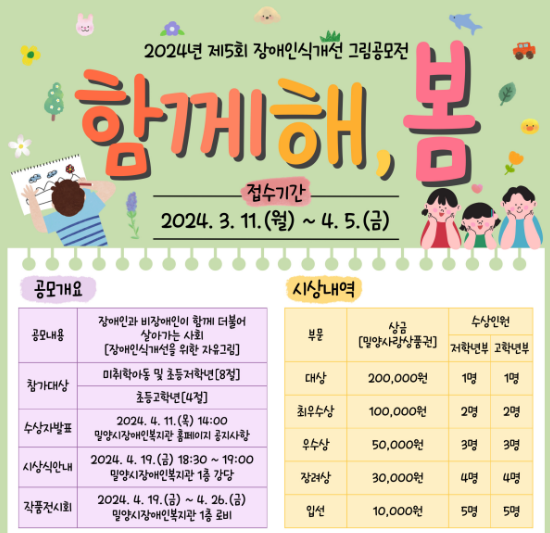 2024년 제5회 장애인식개선 그림공모전
함께해, 봄
접수기간
2024. 3. 11.(월) ~ 4. 5.(금)
공모개요
공모내용
장애인과 비장애인이 함께 더불어
살아가는 사회
[장애인식개선을 위한 자유그림]
참가대상
미취학아동 및 초등저학년[8절]
초등고학년[4절]
수상자발표
2024. 4. 11.(목) 14:00
밀양시장애인복지관 홈페이지 공지사항
시상식안내
2024. 4. 19.(금) 18:30 ~ 19:00
밀양시장애인복지관 1층 강당
작품전시회
2024. 4. 19.(금) ~ 4. 26.(금)
밀양시장애인복지관 1층 로비
시상내역
부문
상금
[밀양사랑상품권]
수상인원
저학년부 고학년부
대상 200,000원 1명 1명
최우수상 100,000원 2명 2명
우수상 50,000원 3명 3명
장려상 30,000원 4명 4명
입선 10,000원 5명 5명